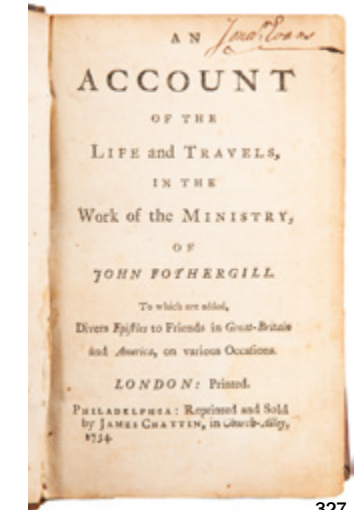 AN Jona: Evans
ACCOUNT
OF THE
LIFE and TRAVELS,
IN THE
Work of the MINISTRY,
OF
JOHN FOTHERGILL.
To which are added,
Divers Epistles to Friends in Great-Britain
and America, on various Occasions.
LONDON: Printed.
PHILADELPHIA: Reprinted and Sold
by JAMES CHATTIN, in Church-Alley,
1754.
327